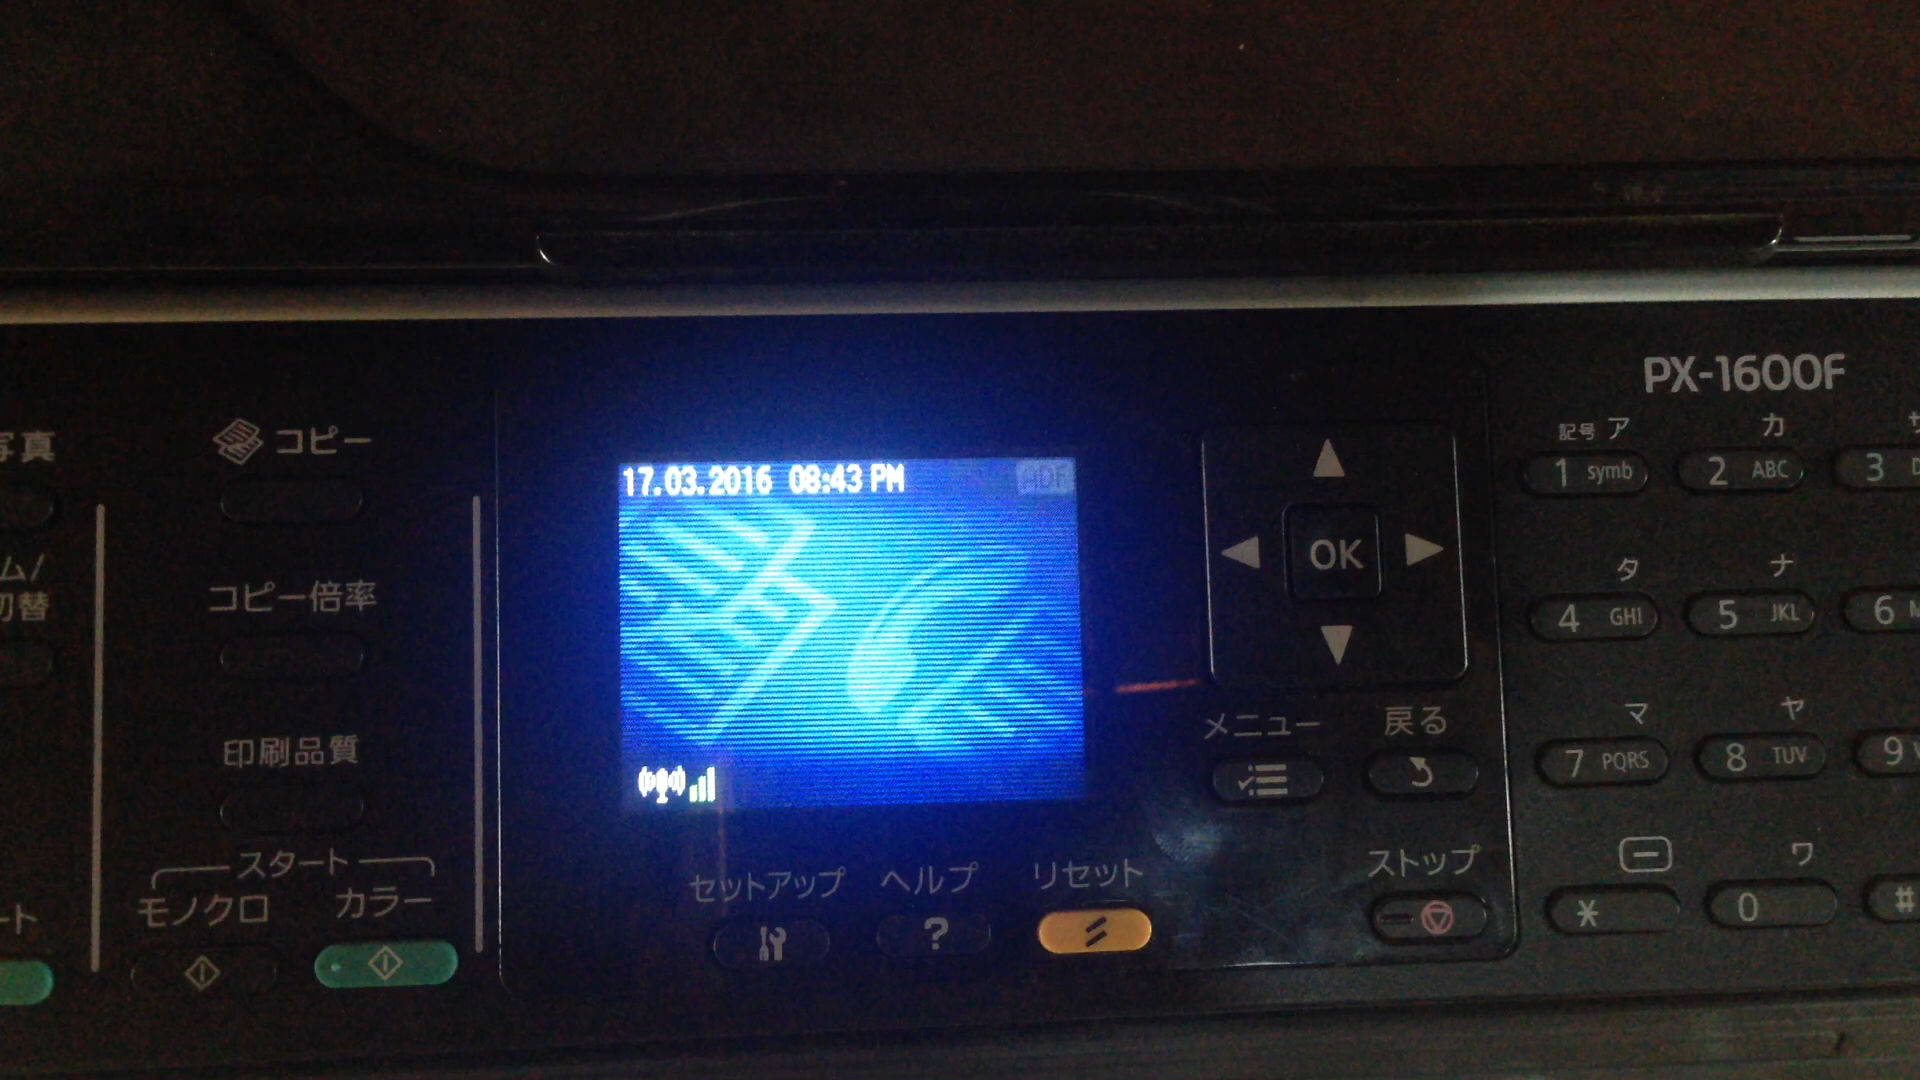 17.03.2016 08:43 PM
ADF
PX-1600F
写真
コピー
コピー倍率
印刷品質
スタート
モノクロ カラー
セットアップ ヘルプ リセット
?
OK
メニュー 戻る
ストップ
記号 ア カ サ
1 symb 2 ABC 3
タ ナ
4 GHI 5 JKL 6
マ ヤ
7 PQRS 8 TUV 9
ワ
* 0 #